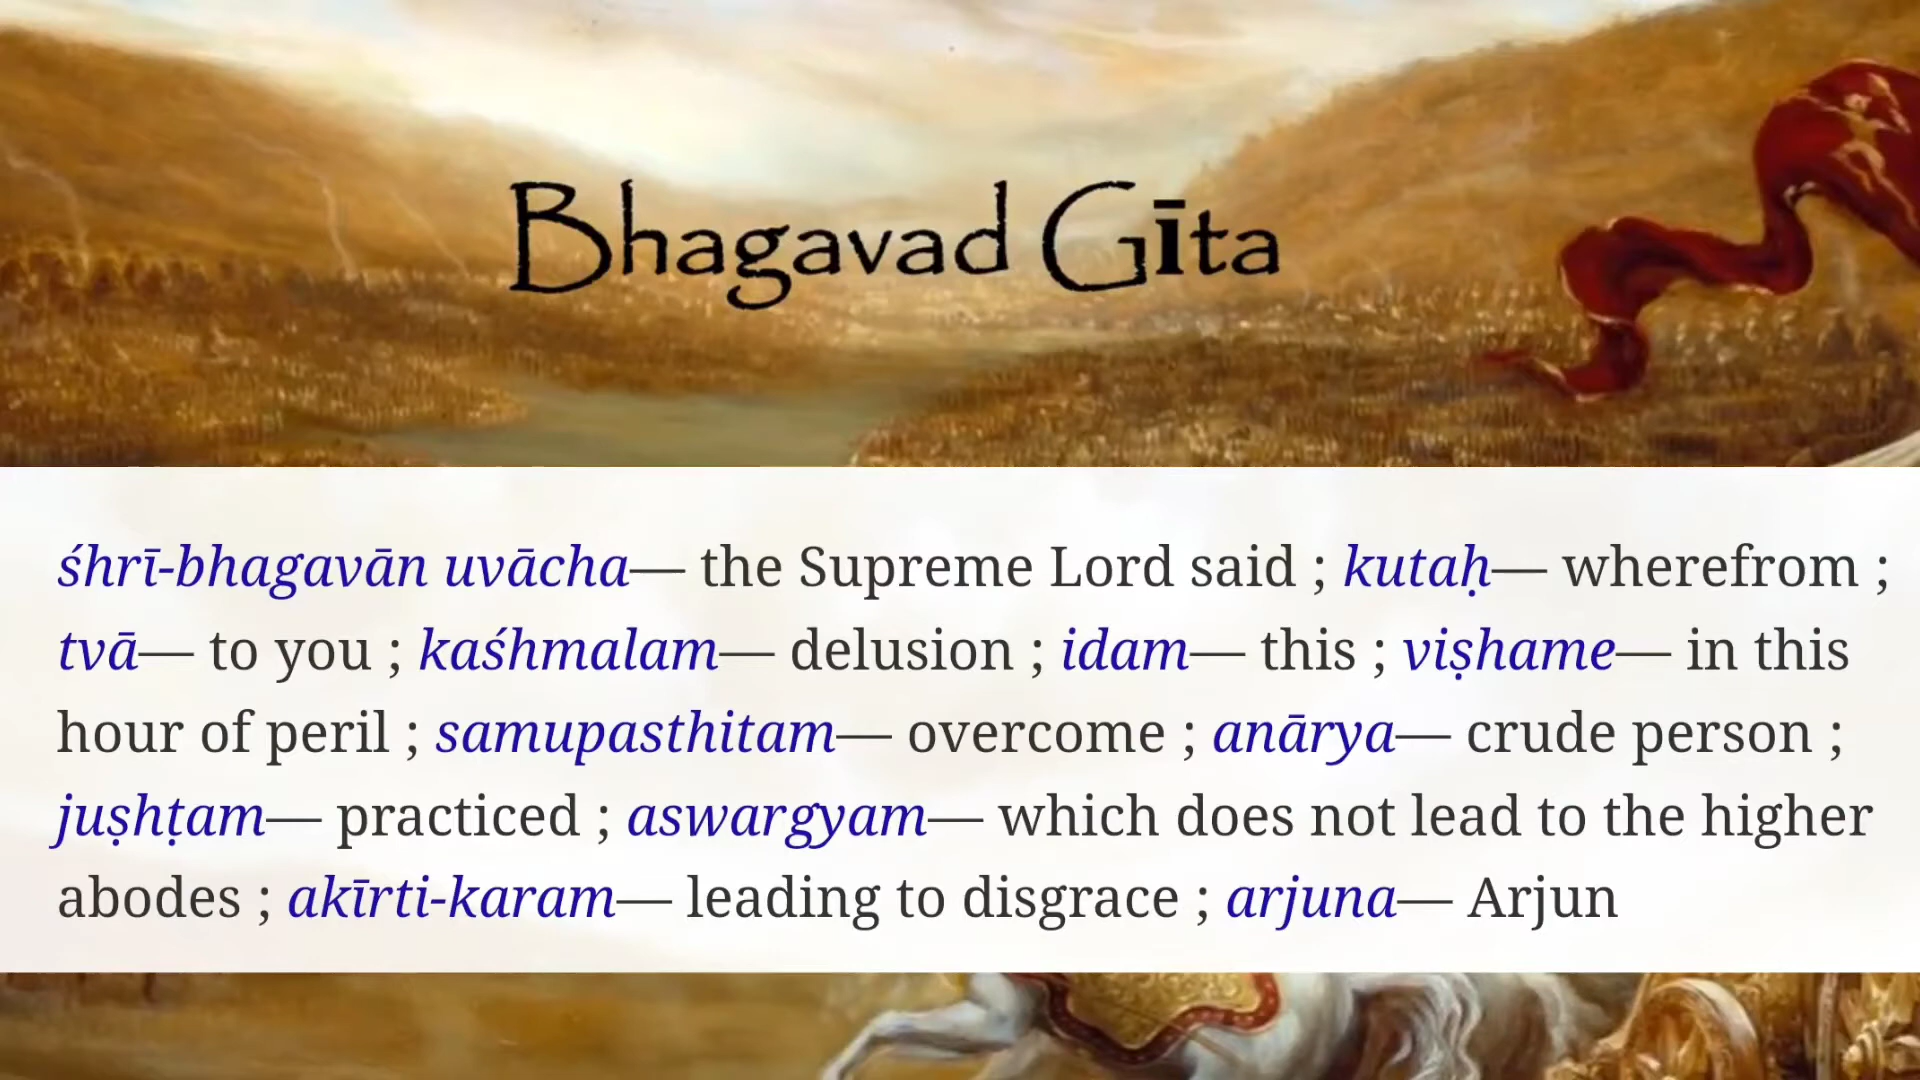 Bhagavad Gīta
śhrī-bhagavān uvācha— the Supreme Lord said ; kutaḥ— wherefrom ;
tvā— to you ; kaśhmalam— delusion ; idam— this ; viṣhame— in this
hour of peril ; samupasthitam— overcome ; anārya— crude person ;
juṣhṭam— practiced ; aswargyam— which does not lead to the higher
abodes ; akīrti-karam— leading to disgrace ; arjuna— Arjun